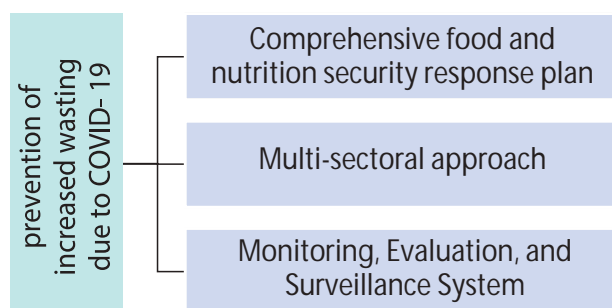 prevention of
increased wasting
due to COVID- 19
Comprehensive food and
nutrition security response plan
Multi-sectoral approach
Monitoring, Evaluation, and
Surveillance System